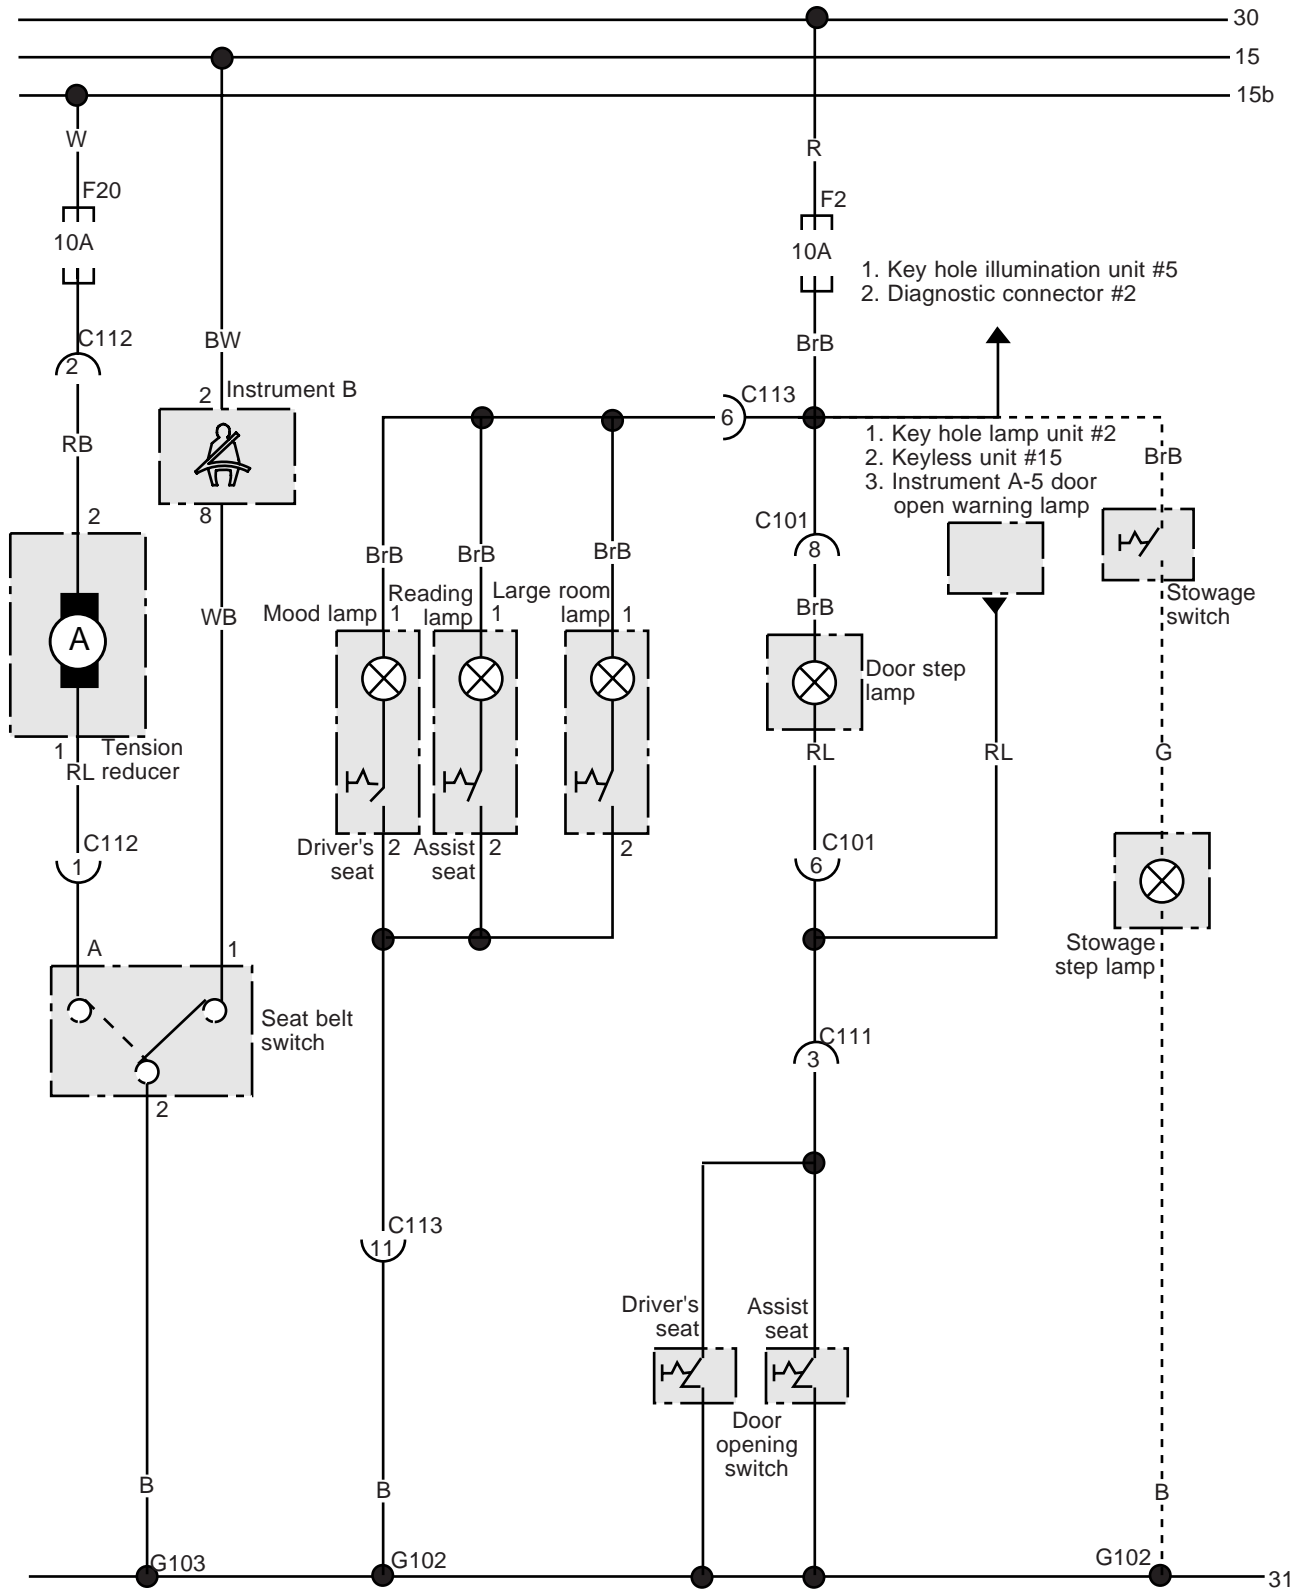 30
15
15b
W
R
F20
F2
10A
10A
1. Key hole illumination unit #5
2. Diagnostic connector #2
C112
2
BW
BrB
2
Instrument B
C113
6
RB
1. Key hole lamp unit #2
2. Keyless unit #15
3. Instrument A-5 door
open warning lamp
BrB
8
2
C101
8
BrB
BrB
BrB
A
WB
Mood lamp
1
Reading
lamp
1
Large room
lamp
1
BrB
Stowage
switch
Door step
lamp
1
RL
Tension
reducer
RL
RL
G
C112
1
Driver's
seat
2
Assist
seat
2
2
C101
6
A
1
Stowage
step lamp
Seat belt
switch
C111
3
2
C113
11
Driver's
seat
Assist
seat
Door
opening
switch
B
B
B
G103
G102
G102
31